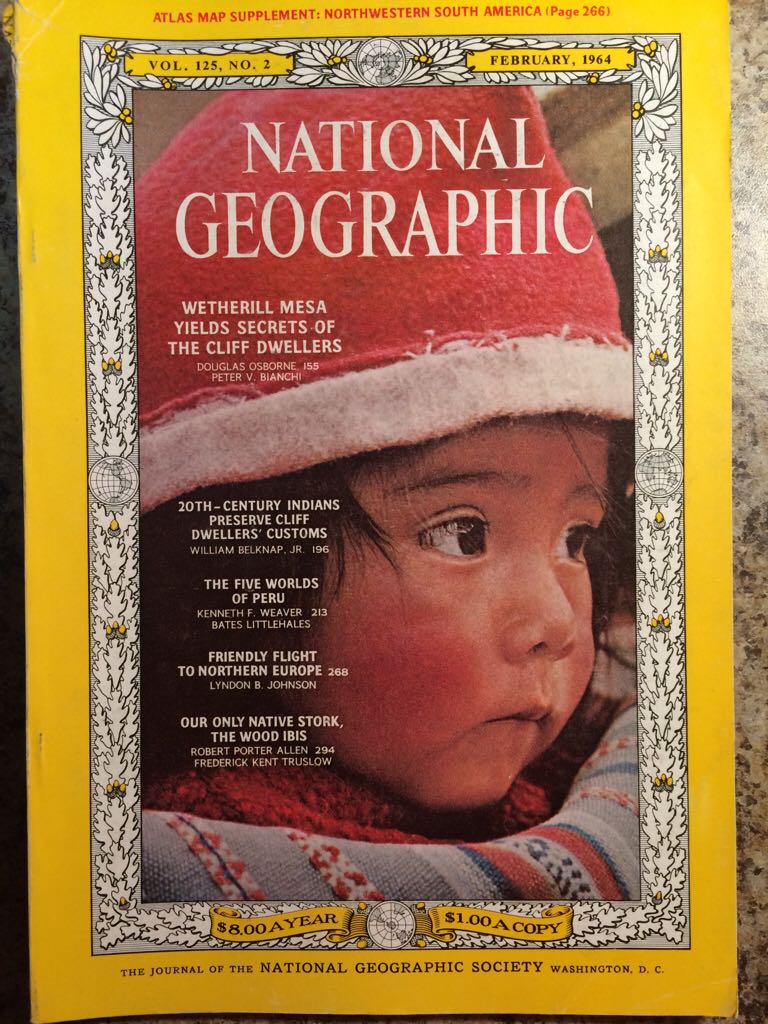 ATLAS MAP SUPPLEMENT: NORTHWESTERN SOUTH AMERICA (Page 266)
VOL. 125, NO. 2
FEBRUARY, 1964
NATIONAL
GEOGRAPHIC
WETHERILL MESA
YIELDS SECRETS OF
THE CLIFF DWELLERS
DOUGLAS OSBORNE 155
PETER V. BIANCHI
20TH-CENTURY INDIANS
PRESERVE CLIFF
DWELLERS' CUSTOMS
WILLIAM BELKNAP, JR. 196
THE FIVE WORLDS
OF PERU
KENNETH F. WEAVER 213
BATES LITTLEHALES
FRIENDLY FLIGHT
TO NORTHERN EUROPE 268
LYNDON B. JOHNSON
OUR ONLY NATIVE STORK,
THE WOOD IBIS
ROBERT PORTER ALLEN 294
FREDERICK KENT TRUSLOW
$8.00 A YEAR
$1.00 A COPY
THE JOURNAL OF THE NATIONAL GEOGRAPHIC SOCIETY WASHINGTON, D. C.